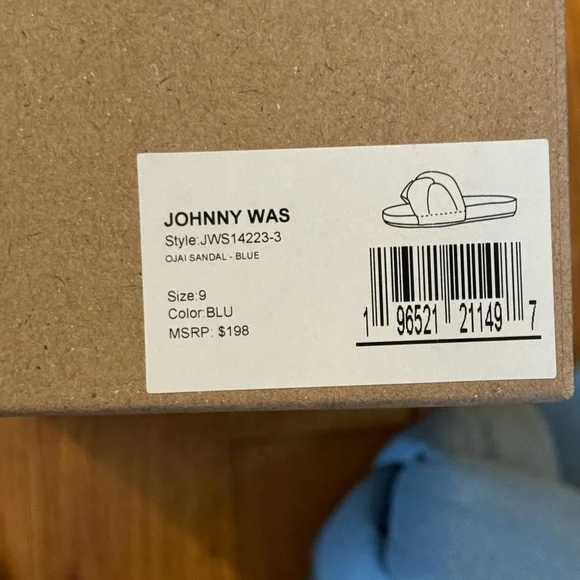 JOHNNY WAS
Style:JWS14223-3
OJAI SANDAL - BLUE
Size:9
Color:BLU
MSRP: $198
1 96521 21149 7